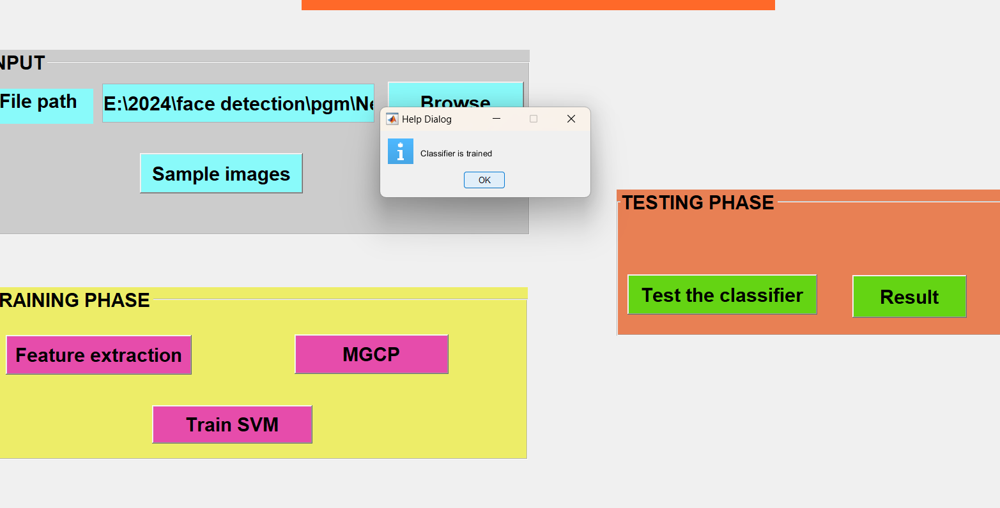 NPUT
File path
E:\2024\face detection\pgm\Ne
Browse
Help Dialog
Classifier is trained
OK
Sample images
TESTING PHASE
Test the classifier
Result
RAINING PHASE
Feature extraction
MGCP
Train SVM